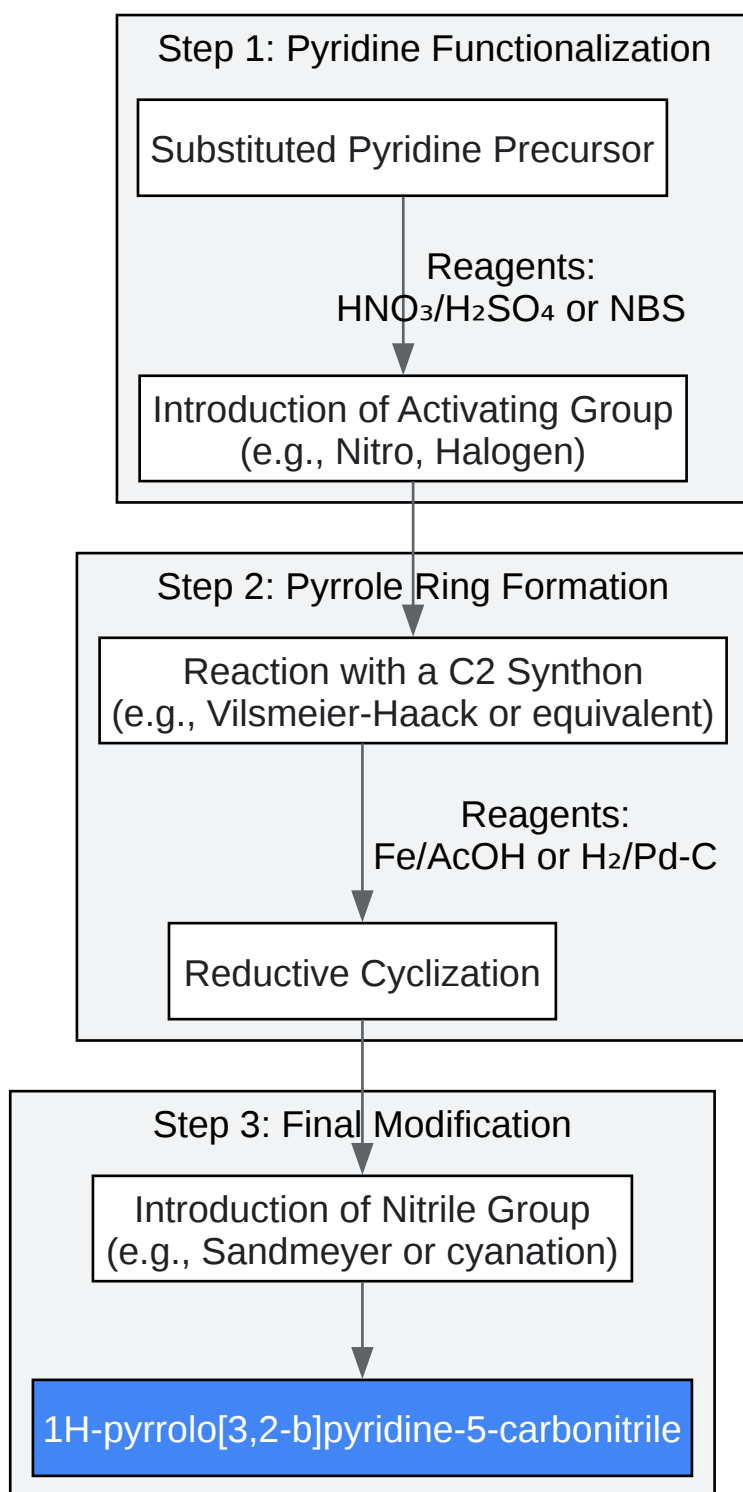 Step 1: Pyridine Functionalization
Substituted Pyridine Precursor
Reagents:
HNO₃/H₂SO₄ or NBS
Introduction of Activating Group
(e.g., Nitro, Halogen)
Step 2: Pyrrole Ring Formation
Reaction with a C2 Synthon
(e.g., Vilsmeier-Haack or equivalent)
Reagents:
Fe/AcOH or H₂/Pd-C
Reductive Cyclization
Step 3: Final Modification
Introduction of Nitrile Group
(e.g., Sandmeyer or cyanation)
1H-pyrrolo[3,2-b]pyridine-5-carbonitrile